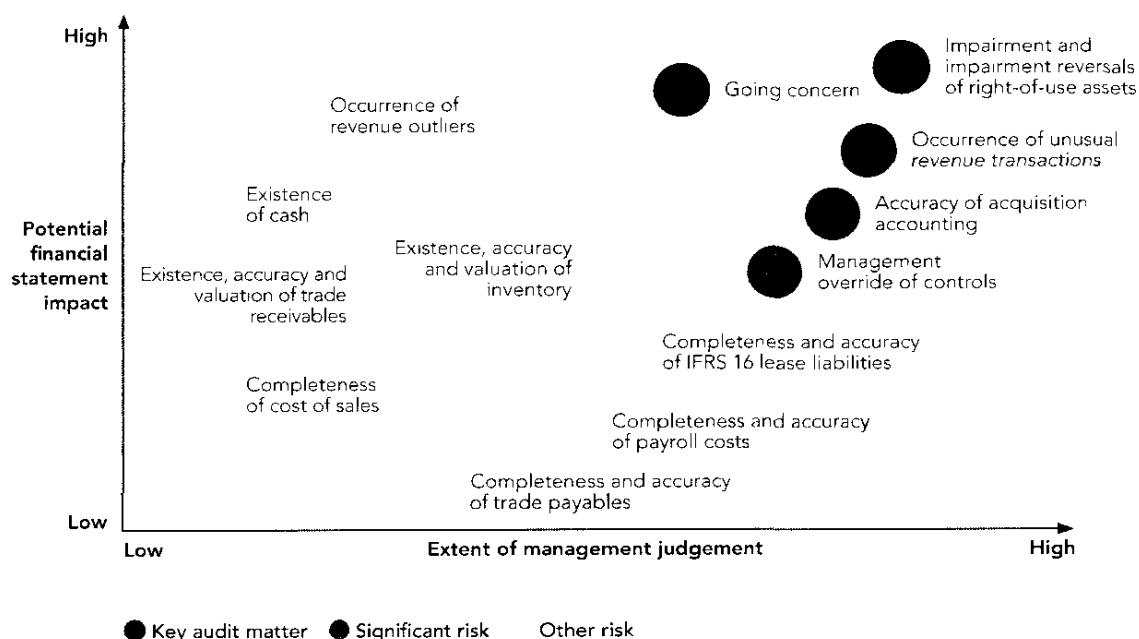 High
Impairment and
impairment reversals
of right-of-use assets
Going concern
Occurrence of
revenue outliers
Occurrence of unusual
revenue transactions
Existence
of cash
Accuracy of acquisition
accounting
Potential
financial
statement
impact
Existence, accuracy
and valuation of
inventory
Management
override of controls
Existence, accuracy and
valuation of trade
receivables
Completeness and accuracy
of IFRS 16 lease liabilities
Completeness
of cost of sales
Completeness and accuracy
of payroll costs
Completeness and accuracy
of trade payables
Low
Low
Extent of management judgement
High
Key audit matter
Significant risk
Other risk